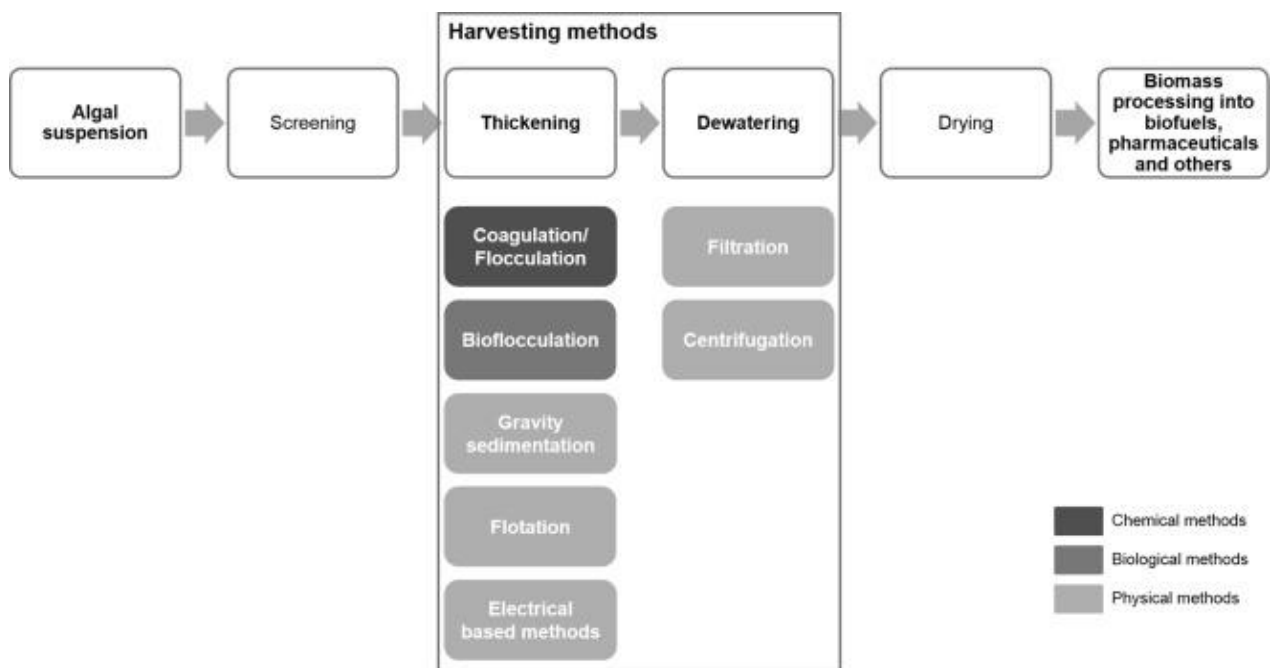 Harvesting methods
Algal
suspension
Screening
Thickening
Dewatering
Drying
Biomass
processing into
biofuels,
pharmaceuticals
and others
Coagulation/
Flocculation
Filtration
Bioflocculation
Centrifugation
Gravity
sedimentation
Flotation
Electrical
based methods
Chemical methods
Biological methods
Physical methods